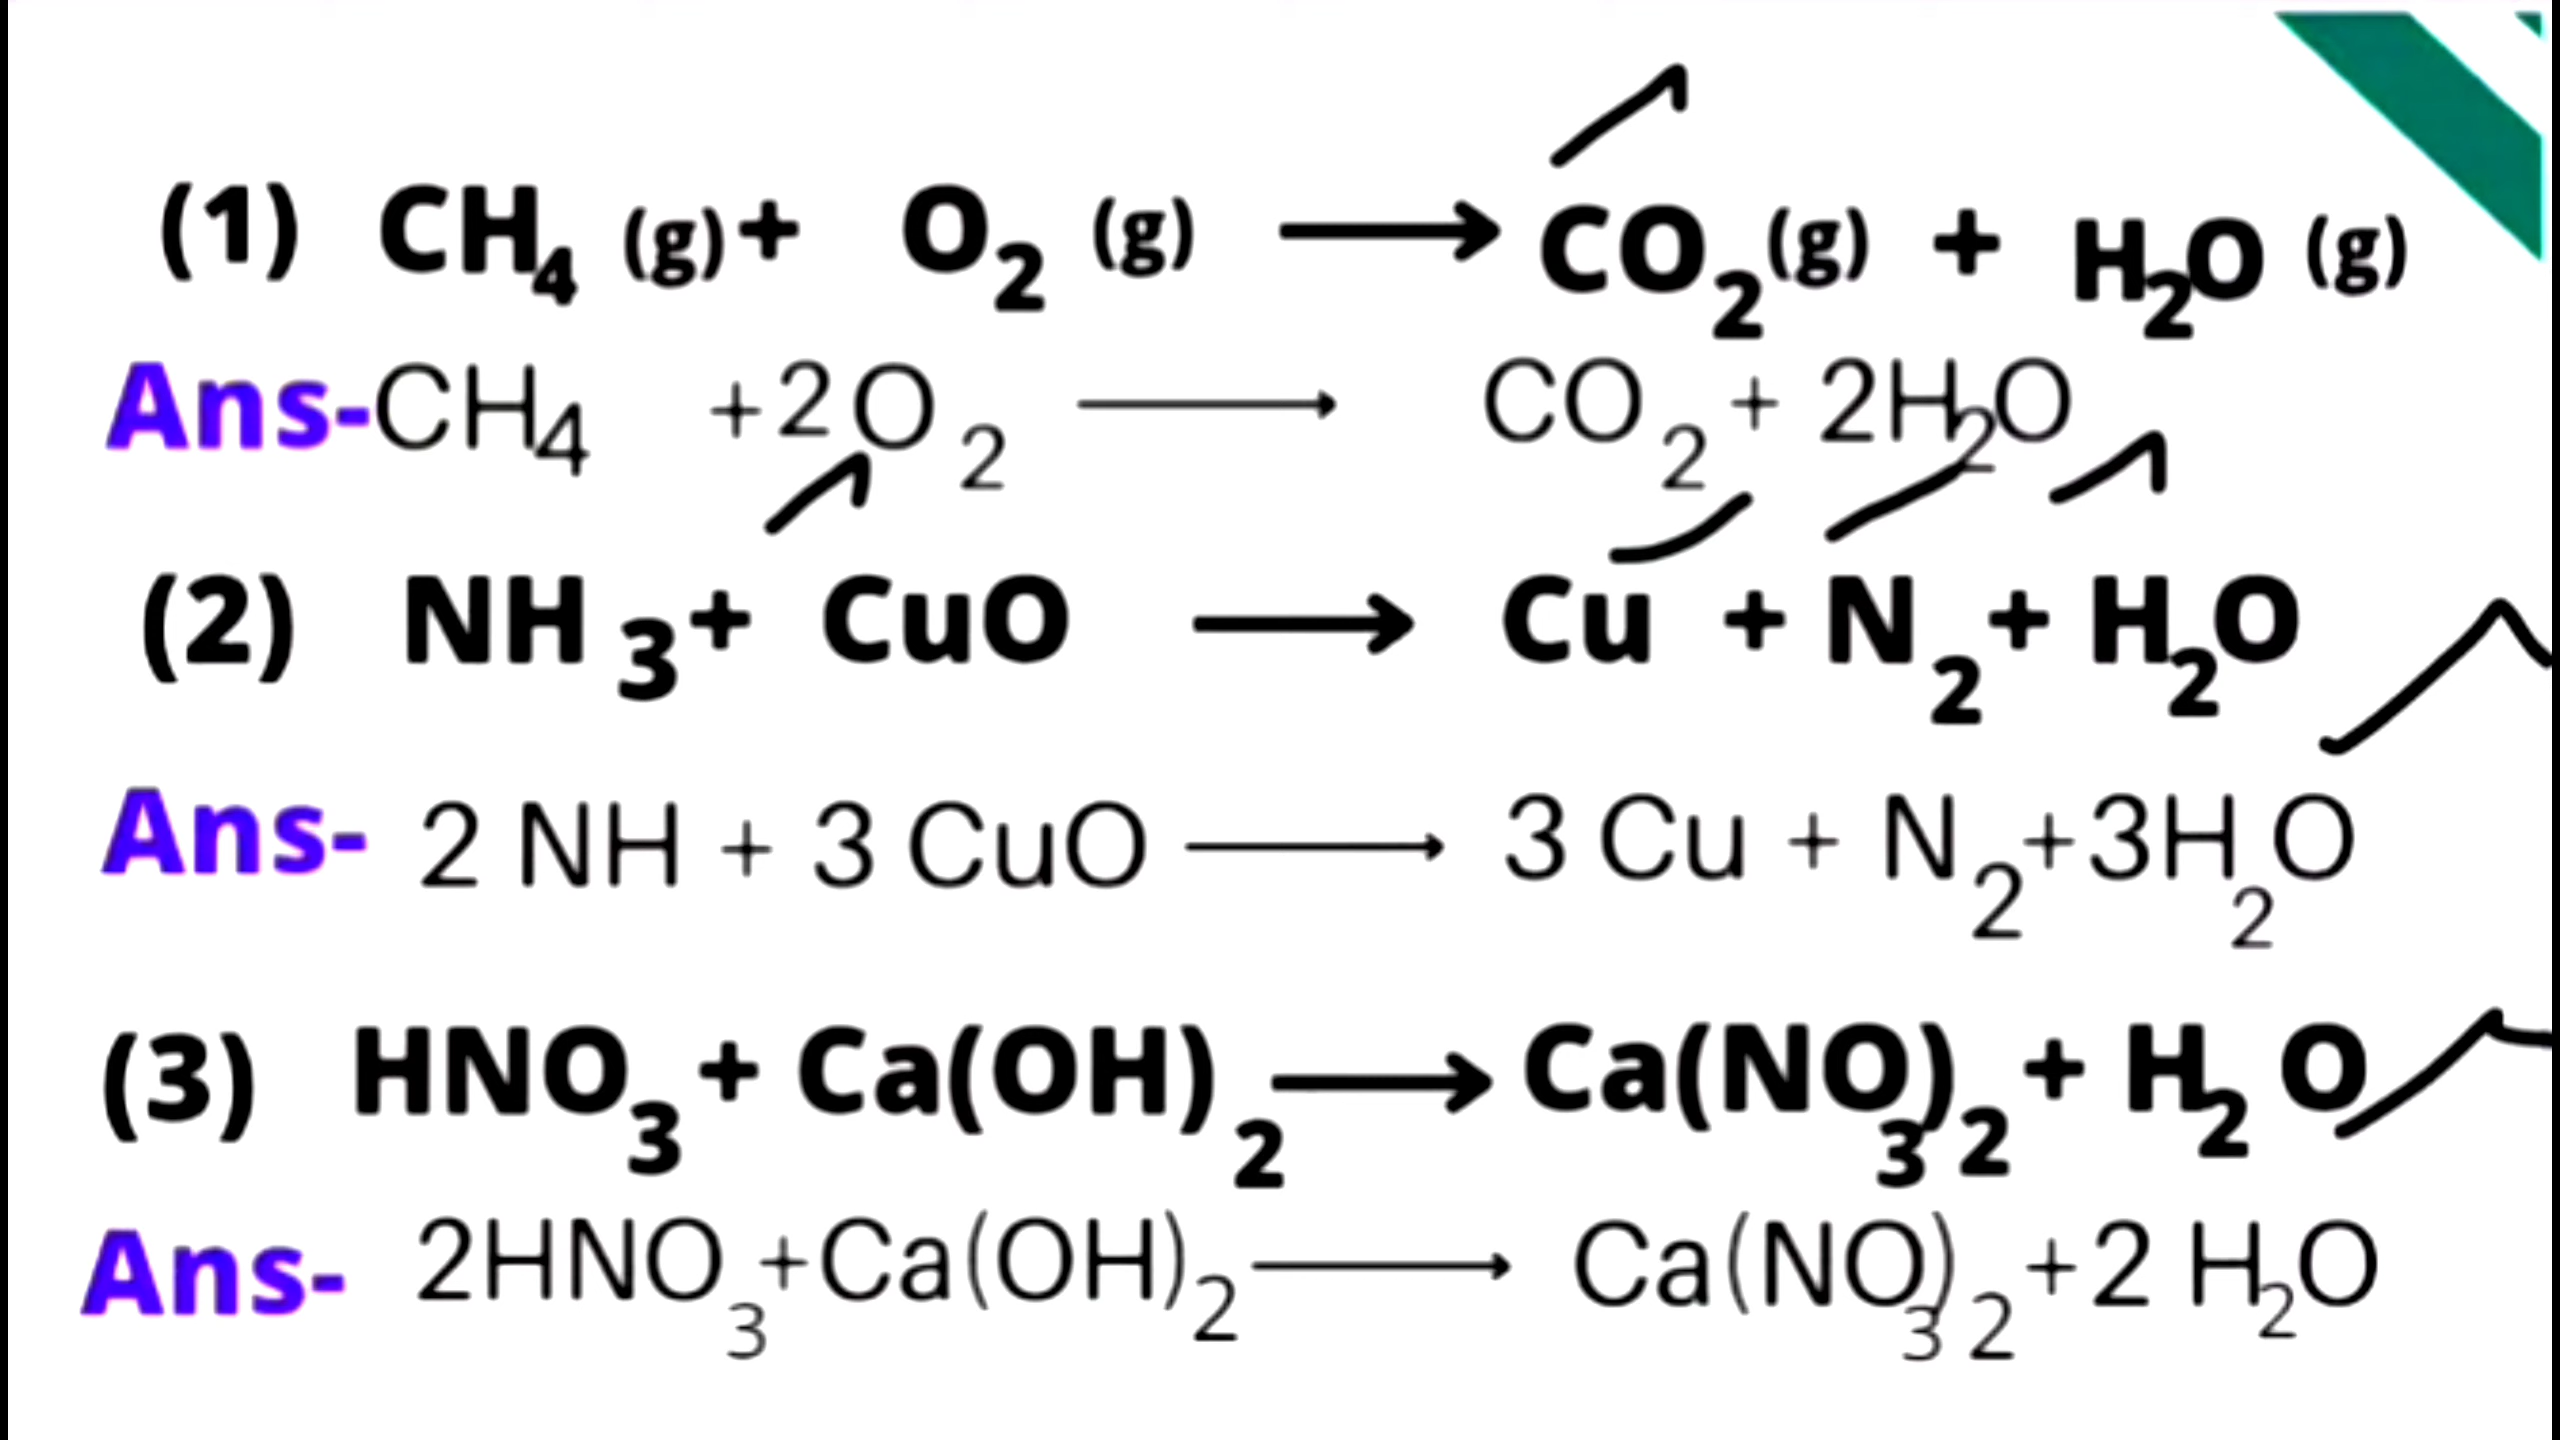 (1) CH₄ (g) + O₂ (g) ⟶ CO₂ (g) + H₂O (g)
Ans- CH₄ + 2O₂ ⟶ CO₂ + 2H₂O
(2) NH₃ + CuO ⟶ Cu + N₂ + H₂O
Ans- 2 NH + 3 CuO ⟶ 3 Cu + N₂ + 3H₂O
(3) HNO₃ + Ca(OH)₂ ⟶ Ca(NO₃)₂ + H₂O
Ans- 2HNO₃ + Ca(OH)₂ ⟶ Ca(NO₃)₂ + 2 H₂O